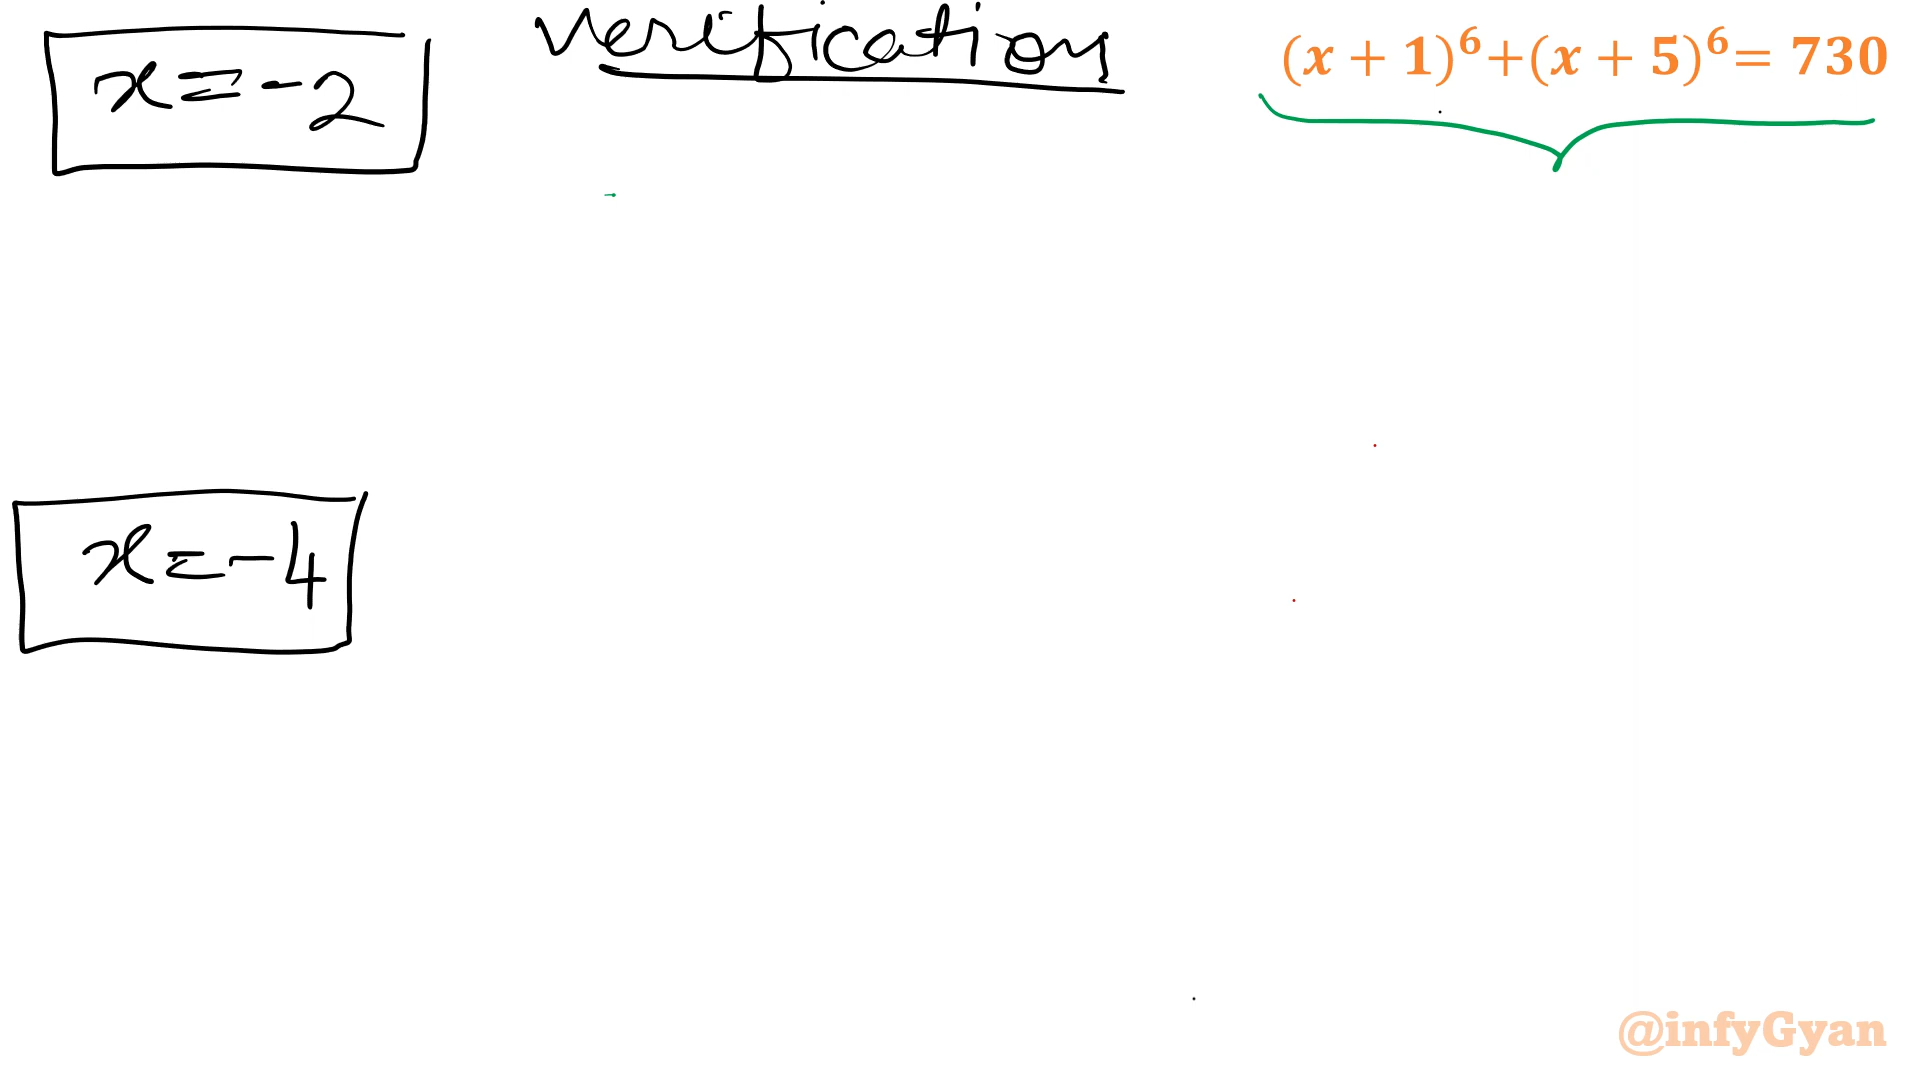 x = -2
verification
(x + 1)⁶+(x + 5)⁶= 730
x = -4
@infyGyan